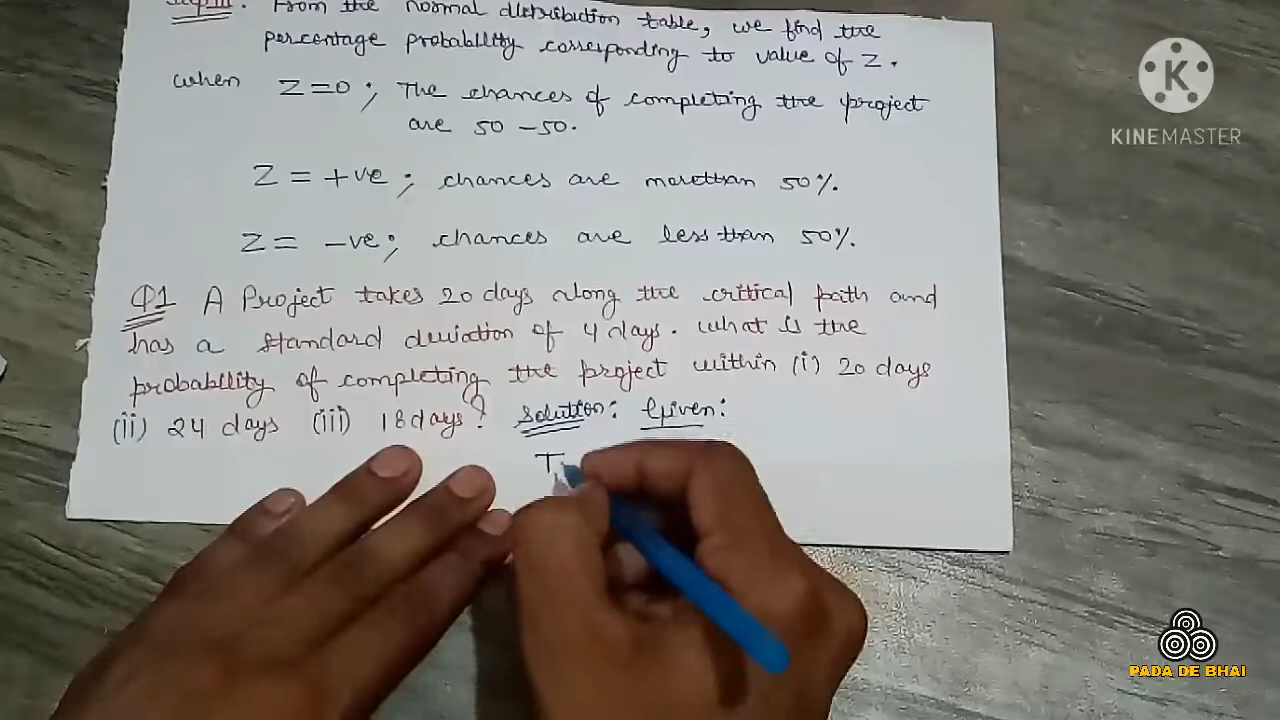 Step III. From the normal distribution table, we find the
percentage probability corresponding to value of Z.
when Z=0; The chances of completing the project
are 50-50.
Z = +ve; chances are more than 50%.
Z = -ve; chances are less than 50%.
Q1 A Project takes 20 days along the critical path and
has a standard deviation of 4 days. What is the
probability of completing the project within (i) 20 days
(ii) 24 days (iii) 18 days? Solution: Given:
T
K
KINEMASTER
PADA DE BHAI